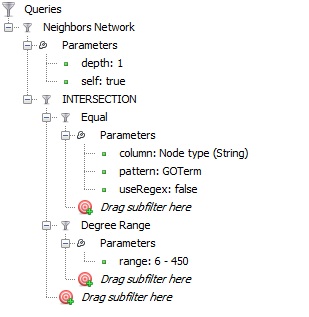 Queries
Neighbors Network
Parameters
depth: 1
self: true
INTERSECTION
Equal
Parameters
column: Node type (String)
pattern: GOTerm
useRegex: false
Drag subfilter here
Degree Range
Parameters
range: 6 - 450
Drag subfilter here
Drag subfilter here